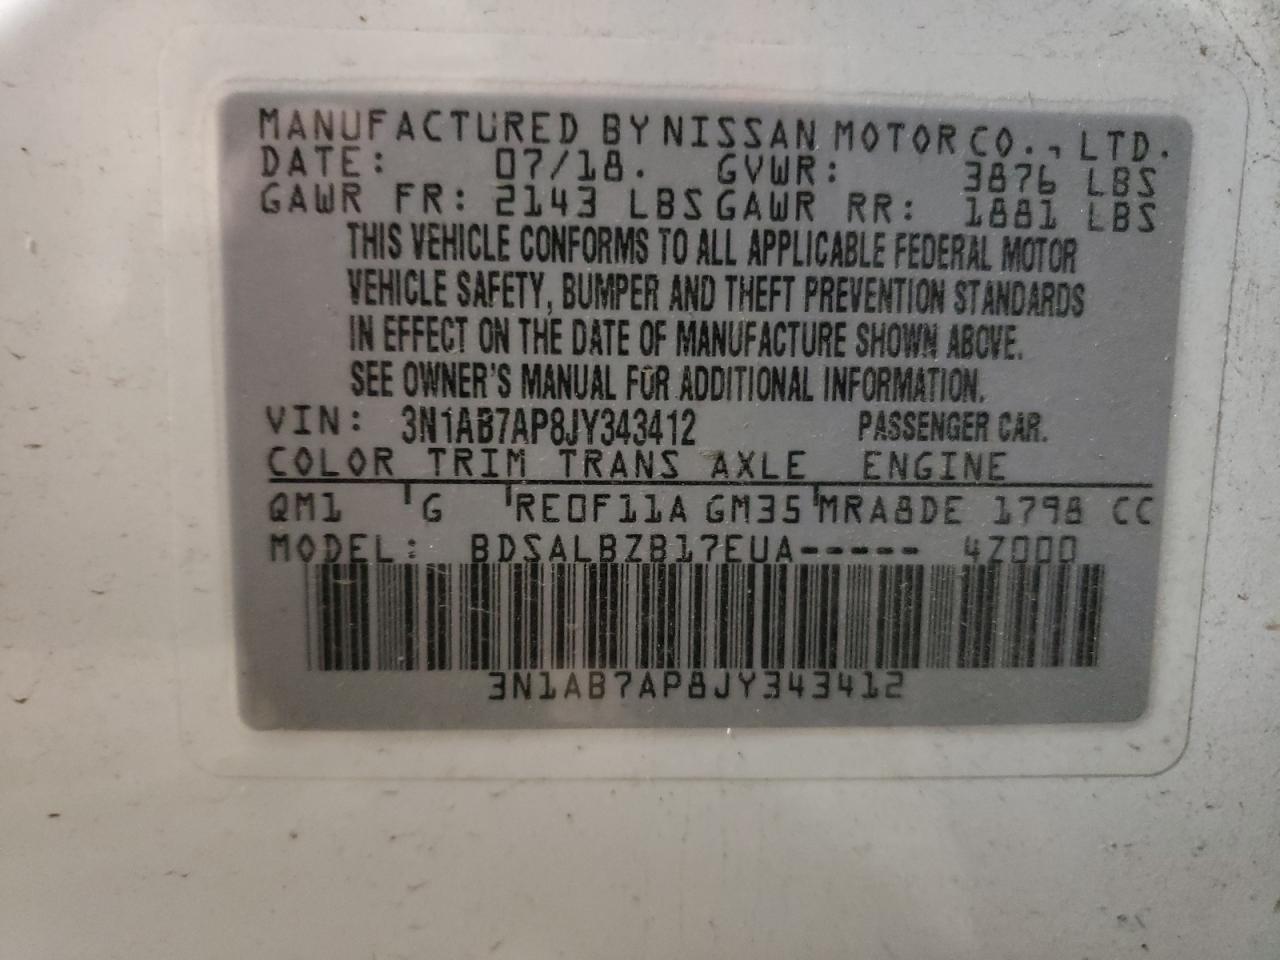 MANUFACTURED BY NISSAN MOTOR CO., LTD.
DATE: 07/18. GVWR: 3876 LBS
GAWR FR: 2143 LBS GAWR RR: 1881 LBS
THIS VEHICLE CONFORMS TO ALL APPLICABLE FEDERAL MOTOR
VEHICLE SAFETY, BUMPER AND THEFT PREVENTION STANDARDS
IN EFFECT ON THE DATE OF MANUFACTURE SHOWN ABOVE.
SEE OWNER'S MANUAL FOR ADDITIONAL INFORMATION.
VIN: 3N1AB7AP8JY343412 PASSENGER CAR.
COLOR TRIM TRANS AXLE ENGINE
QM1 G RE0F11A GM35 MRA8DE 1798 CC
MODEL: BDSALBZB17EUA----- 4Z000
3N1AB7AP8JY343412